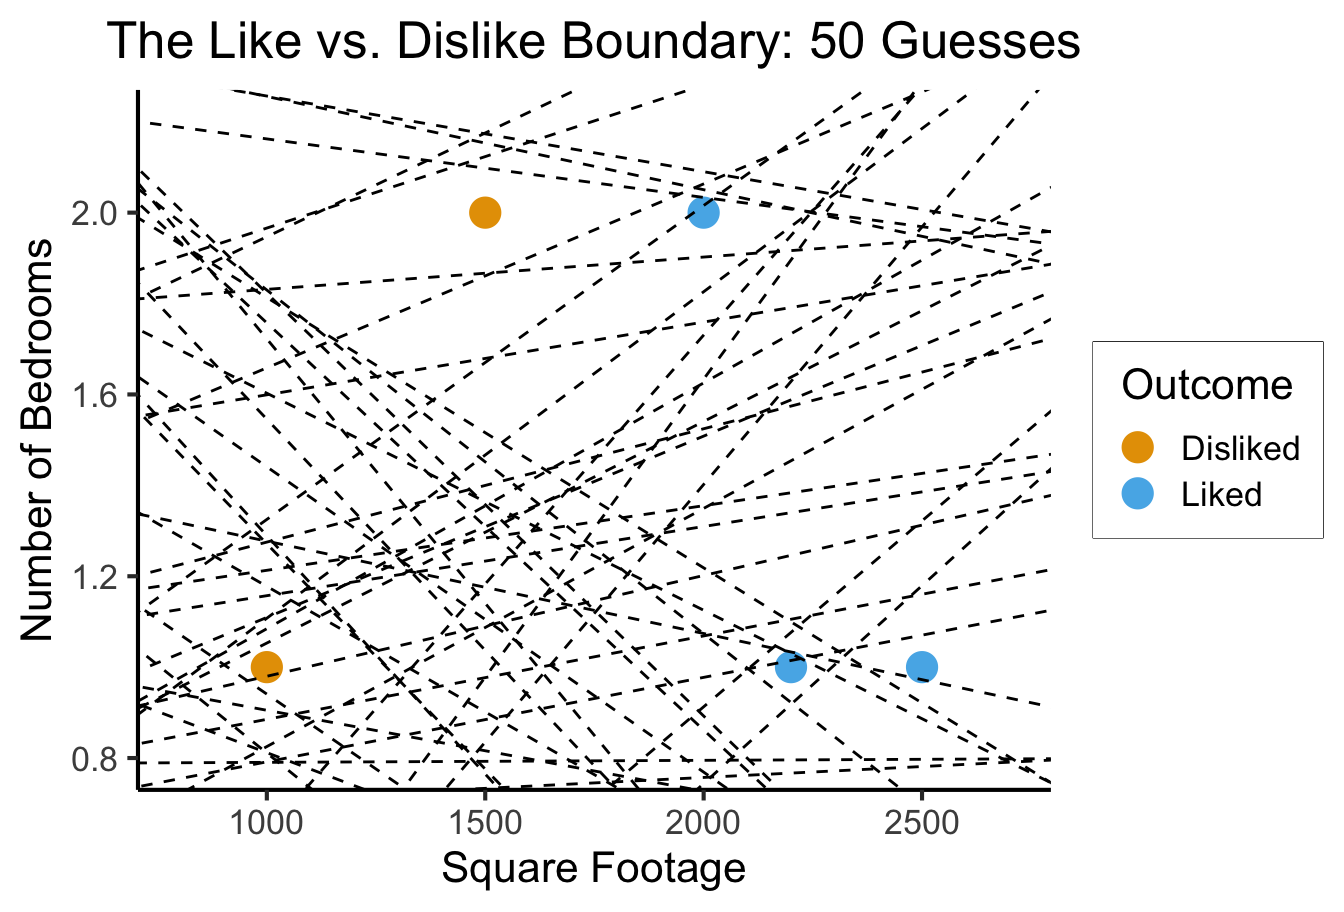 The Like vs. Dislike Boundary: 50 Guesses
Number of Bedrooms
2.0
1.6
1.2
0.8
1000 1500 2000 2500
Square Footage
Outcome
Disliked
Liked